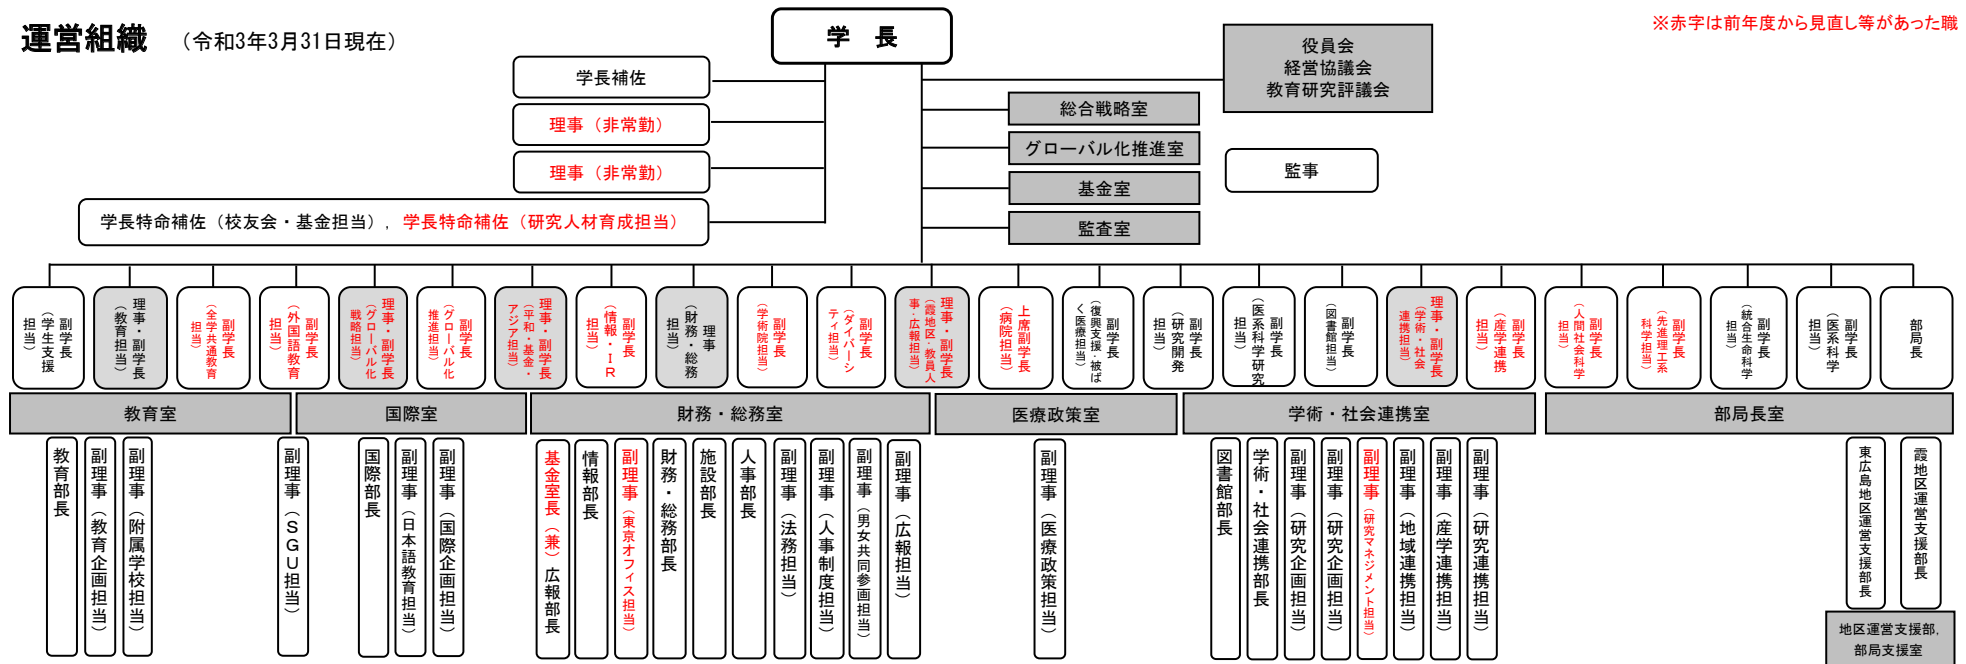 運営組織 （令和3年3月31日現在）
学 長
※赤字は前年度から見直し等があった職
学長補佐
理事（非常勤）
理事（非常勤）
学長特命補佐（校友会・基金担当）, 学長特命補佐（研究人材育成担当）
役員会
経営協議会
教育研究評議会
総合戦略室
グローバル化推進室
基金室
監査室
監事
副学長
（学生支援
担当）
理事・副学長
（教育担当）
副学長
（全学共通教育
担当）
副学長
（外国語教育
担当）
理事・副学長
（グローバル化
戦略担当）
副学長
（グローバル化
推進担当）
理事・副学長
（平和・基金・
アジア担当）
副学長
（情報・ＩＲ
担当）
理事
（財務・総務
担当）
副学長
（学術院担当）
副学長
（ダイバーシ
ティ担当）
理事・副学長
（霞地区・教員人
事・広報担当）
上席副学長
（病院担当）
副学長
（復興支援・被ば
く医療担当）
副学長
（研究開発
担当）
副学長
（医系科学研究
担当）
副学長
（図書館担当）
理事・副学長
（学術・社会
連携担当）
副学長
（産学連携
担当）
副学長
（人間社会科学
担当）
副学長
（先進理工系
科学担当）
副学長
（統合生命科学
担当）
副学長
（医系科学
担当）
部局長
教育室
国際室
財務・総務室
医療政策室
学術・社会連携室
部局長室
教育部長
副理事（教育企画担当）
副理事（附属学校担当）
副理事（ＳＧＵ担当）
国際部長
副理事（日本語教育担当）
副理事（国際企画担当）
基金室長（兼）広報部長
情報部長
副理事（東京オフィス担当）
財務・総務部長
施設部長
人事部長
副理事（法務担当）
副理事（人事制度担当）
副理事（男女共同参画担当）
副理事（広報担当）
副理事（医療政策担当）
図書館部長
学術・社会連携部長
副理事（研究企画担当）
副理事（研究企画担当）
副理事（研究マネジメント担当）
副理事（地域連携担当）
副理事（産学連携担当）
副理事（研究連携担当）
東広島地区運営支援部長
霞地区運営支援部長
地区運営支援部,
部局支援室